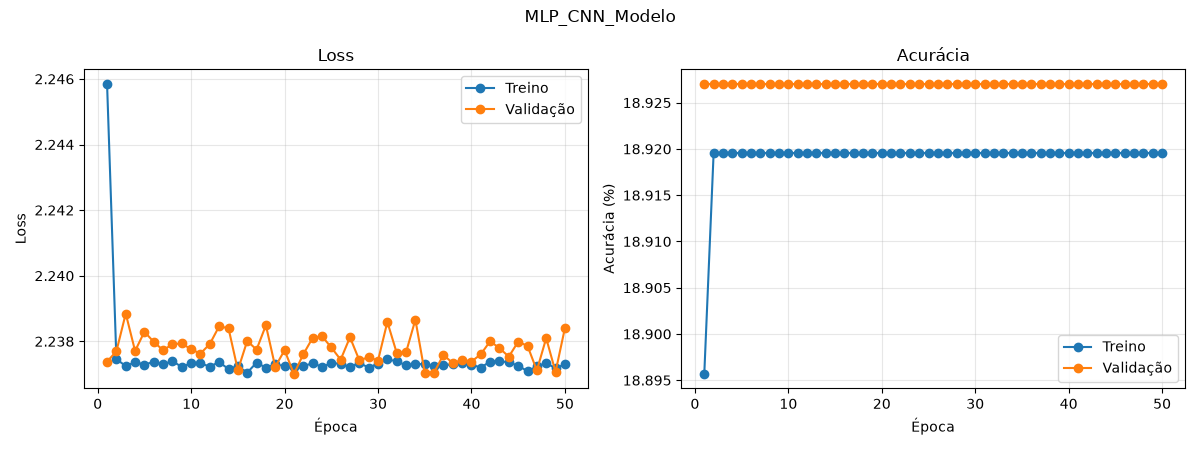 MLP_CNN_Modelo
Loss
2.246
2.244
2.242
2.240
2.238
Loss
0
10
20
30
40
50
Época
Treino
Validação
Acurácia
18.925
18.920
18.915
18.910
18.905
18.900
18.895
Acurácia (%)
0
10
20
30
40
50
Época
Treino
Validação